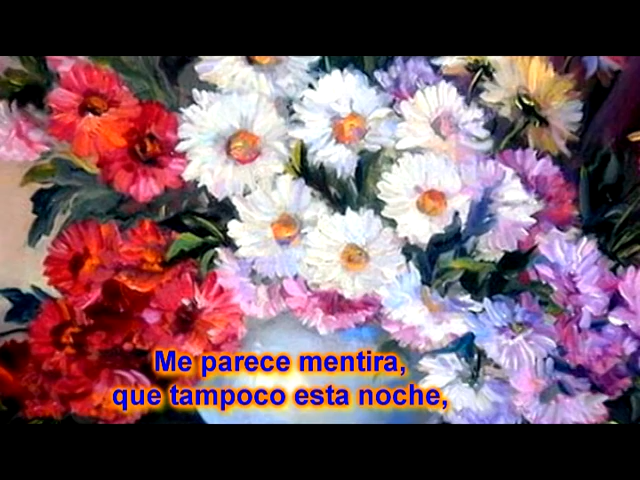 Me parece mentira,
que tampoco esta noche,